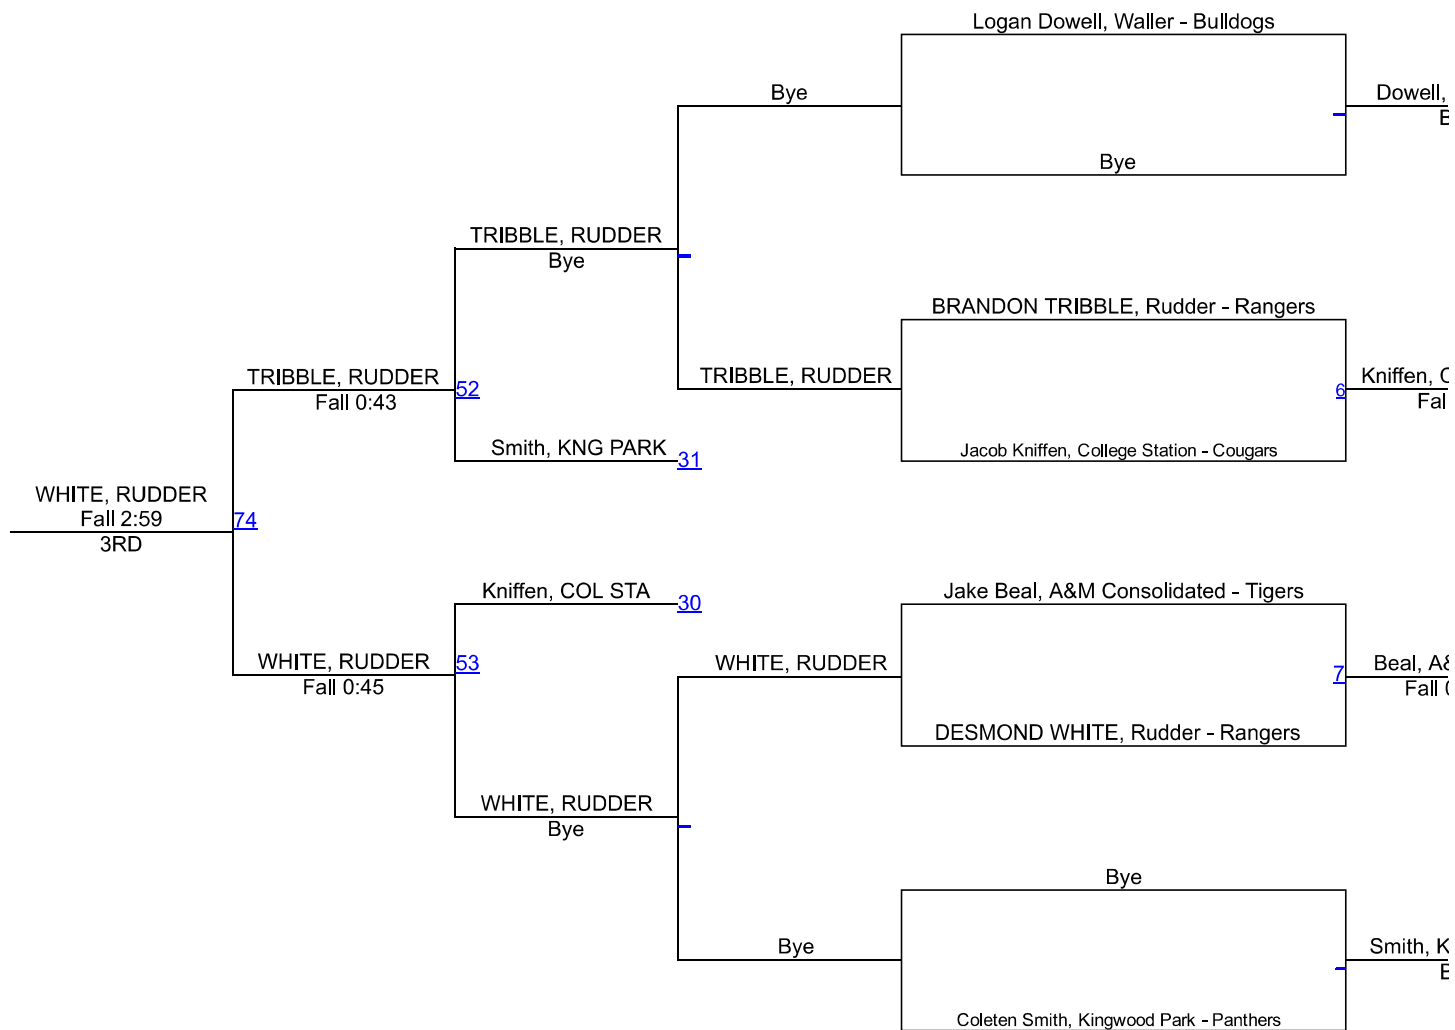 Logan Dowell, Waller - Bulldogs
Bye
Dowell,
B
Bye
TRIBBLE, RUDDER
Bye
BRANDON TRIBBLE, Rudder - Rangers
TRIBBLE, RUDDER
Fall 0:43
52
TRIBBLE, RUDDER
6
Kniffen, C
Fal
Smith, KNG PARK
31
Jacob Kniffen, College Station - Cougars
WHITE, RUDDER
Fall 2:59
3RD
74
Kniffen, COL STA
30
Jake Beal, A&M Consolidated - Tigers
WHITE, RUDDER
Fall 0:45
53
WHITE, RUDDER
7
Beal, A&
Fall 0
DESMOND WHITE, Rudder - Rangers
WHITE, RUDDER
Bye
Bye
Bye
Smith, K
B
Coleten Smith, Kingwood Park - Panthers